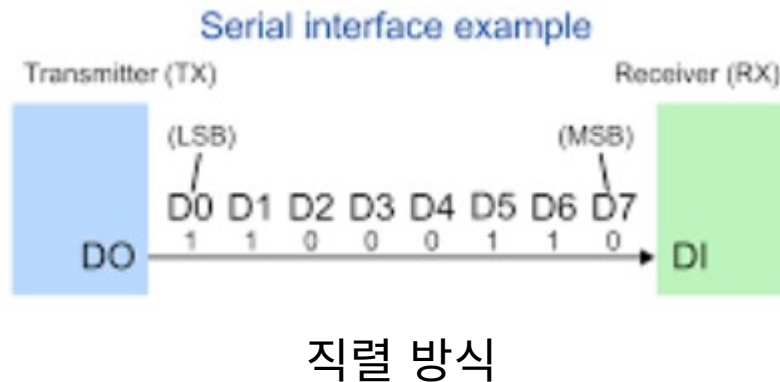 Serial interface example
Transmitter (TX) Receiver (RX)
(LSB) (MSB)
D0 D1 D2 D3 D4 D5 D6 D7
1 1 0 0 0 1 1 0
DO DI
직렬 방식